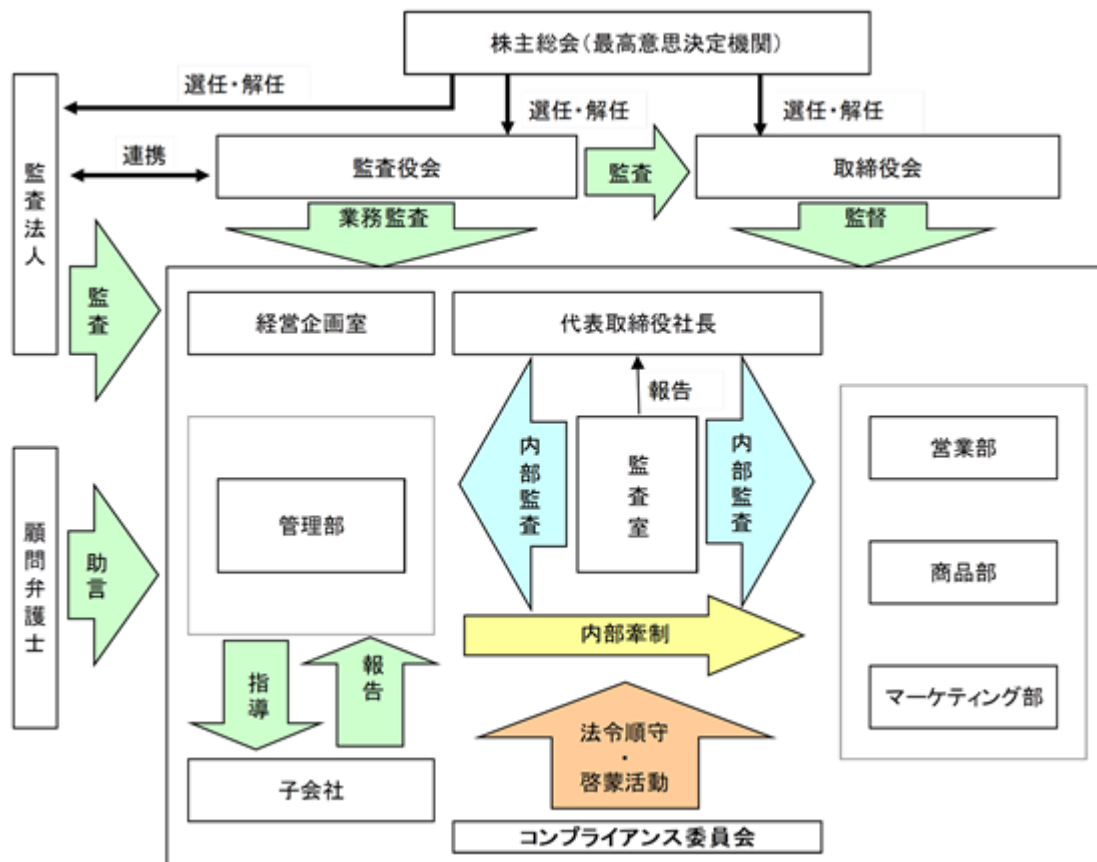 株主総会(最高意思決定機関)
選任・解任
選任・解任
選任・解任
監査法人
連携
監査役会
監査
取締役会
業務監査
監督
監査
経営企画室
代表取締役社長
報告
内部監査
監査室
内部監査
営業部
管理部
顧問弁護士
助言
商品部
内部牽制
指導
報告
マーケティング部
法令順守
・
啓蒙活動
子会社
コンプライアンス委員会